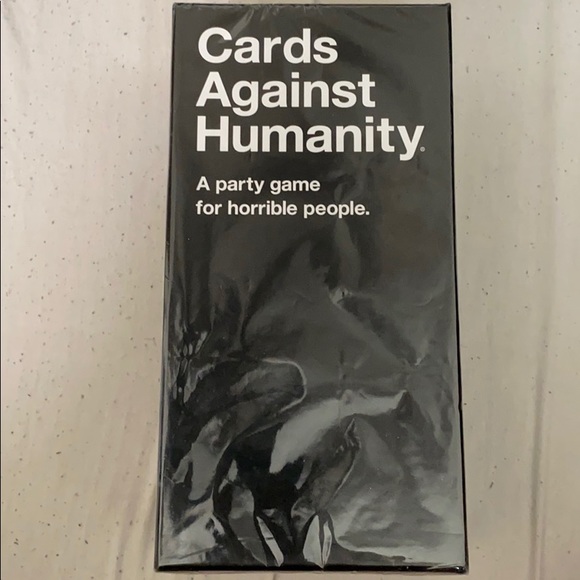 Cards
Against
Humanity®
A party game
for horrible people.